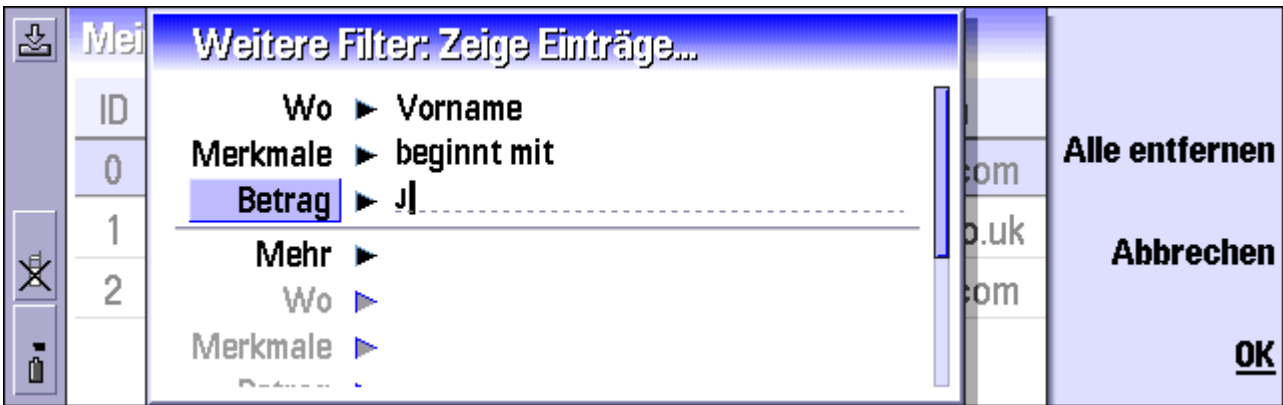 Mei
Weitere Filter: Zeige Einträge...
ID
Wo Vorname
Merkmale beginnt mit
Alle entfernen
0
com
Betrag J
1
o.uk
Mehr
Abbrechen
2
Wo
com
Merkmale
OK
Betrag